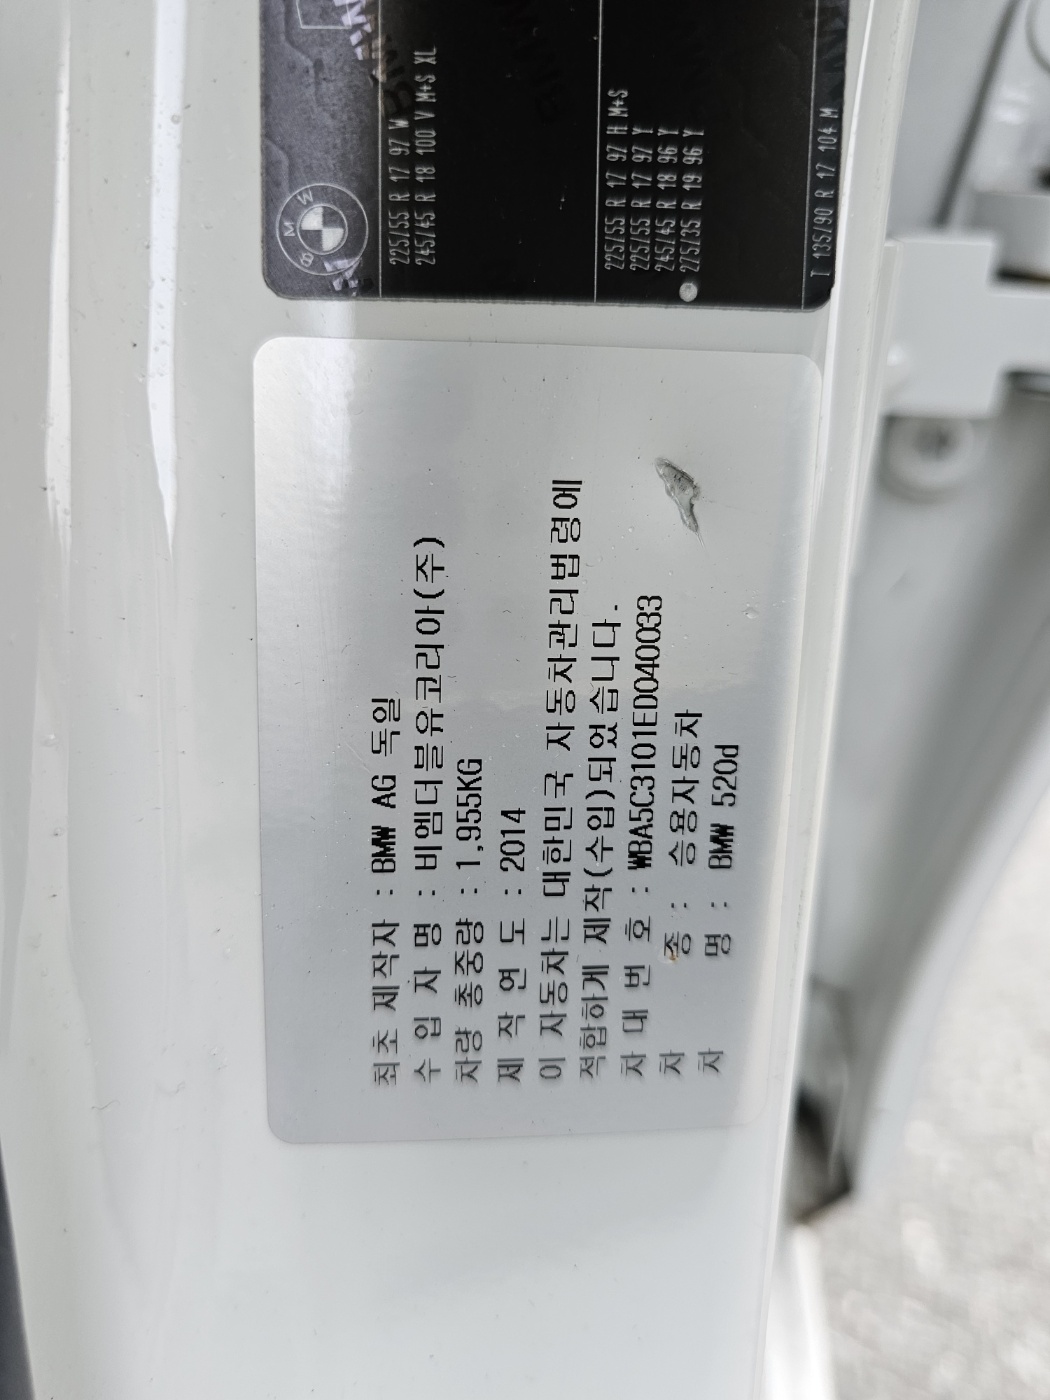 최초 제작자 : BMW AG 독일
수 입 자 명 : 비엠더블유코리아(주)
차량 총중량 : 1,955KG
제 작 연 도 : 2014
이 자동차는 대한민국 자동차관리법령에
적합하게 제작(수입)되었습니다.
차 대 번 호 : WBA5C3101ED040033
차 종 : 승용자동차
차 명 : BMW 520d
BMW
225/55 R 17 97 W
245/45 R 18 100 V M+S XL
225/55 R 17 97 H M+S
225/55 R 17 97 Y
245/45 R 18 96 Y
275/35 R 19 96 Y
T 135/90 R 17 104 M